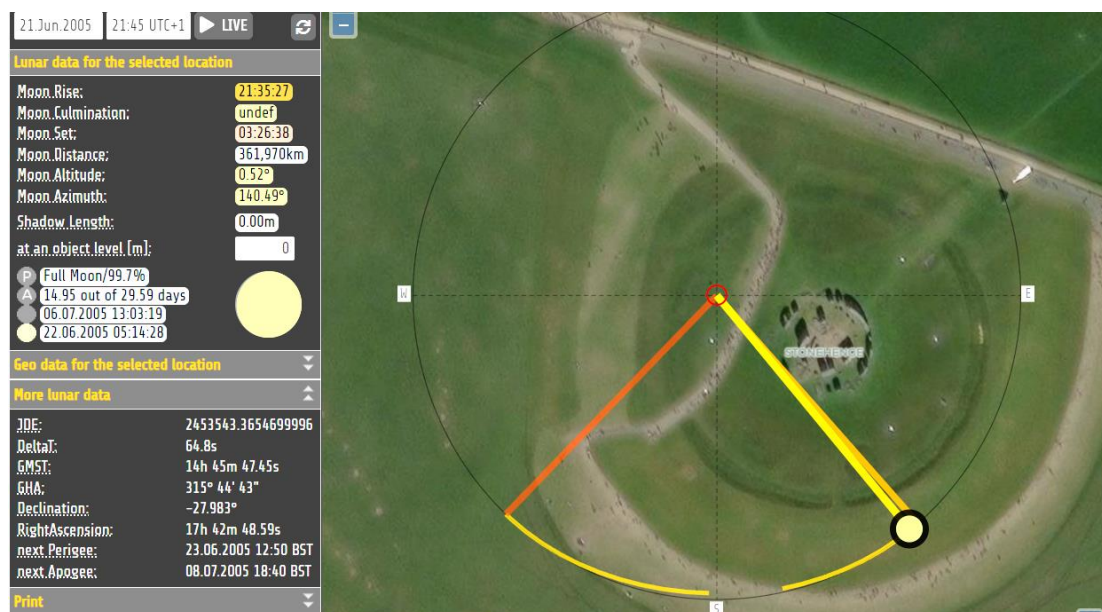 21.Jun.2005 21:45 UTC+1 LIVE
Lunar data for the selected location
Moon Rise: 21:35:27
Moon Culmination: undef
Moon Set: 03:26:38
Moon Distance: 361,970km
Moon Altitude: 0.52°
Moon Azimuth: 140.49°
Shadow Length: 0.00m
at an object level [m]: 0
P Full Moon/99.7%
A 14.95 out of 29.59 days
06.07.2005 13:03:19
22.06.2005 05:14:28
Geo data for the selected location
More lunar data
JDE: 2453543.3654699996
DeltaT: 64.8s
GMST: 14h 45m 47.45s
GHA: 315° 44' 43"
Declination: -27.983°
RightAscension: 17h 42m 48.59s
next Perigee: 23.06.2005 12:50 BST
next Apogee: 08.07.2005 18:40 BST
Print
W
E
STONEHENGE
S